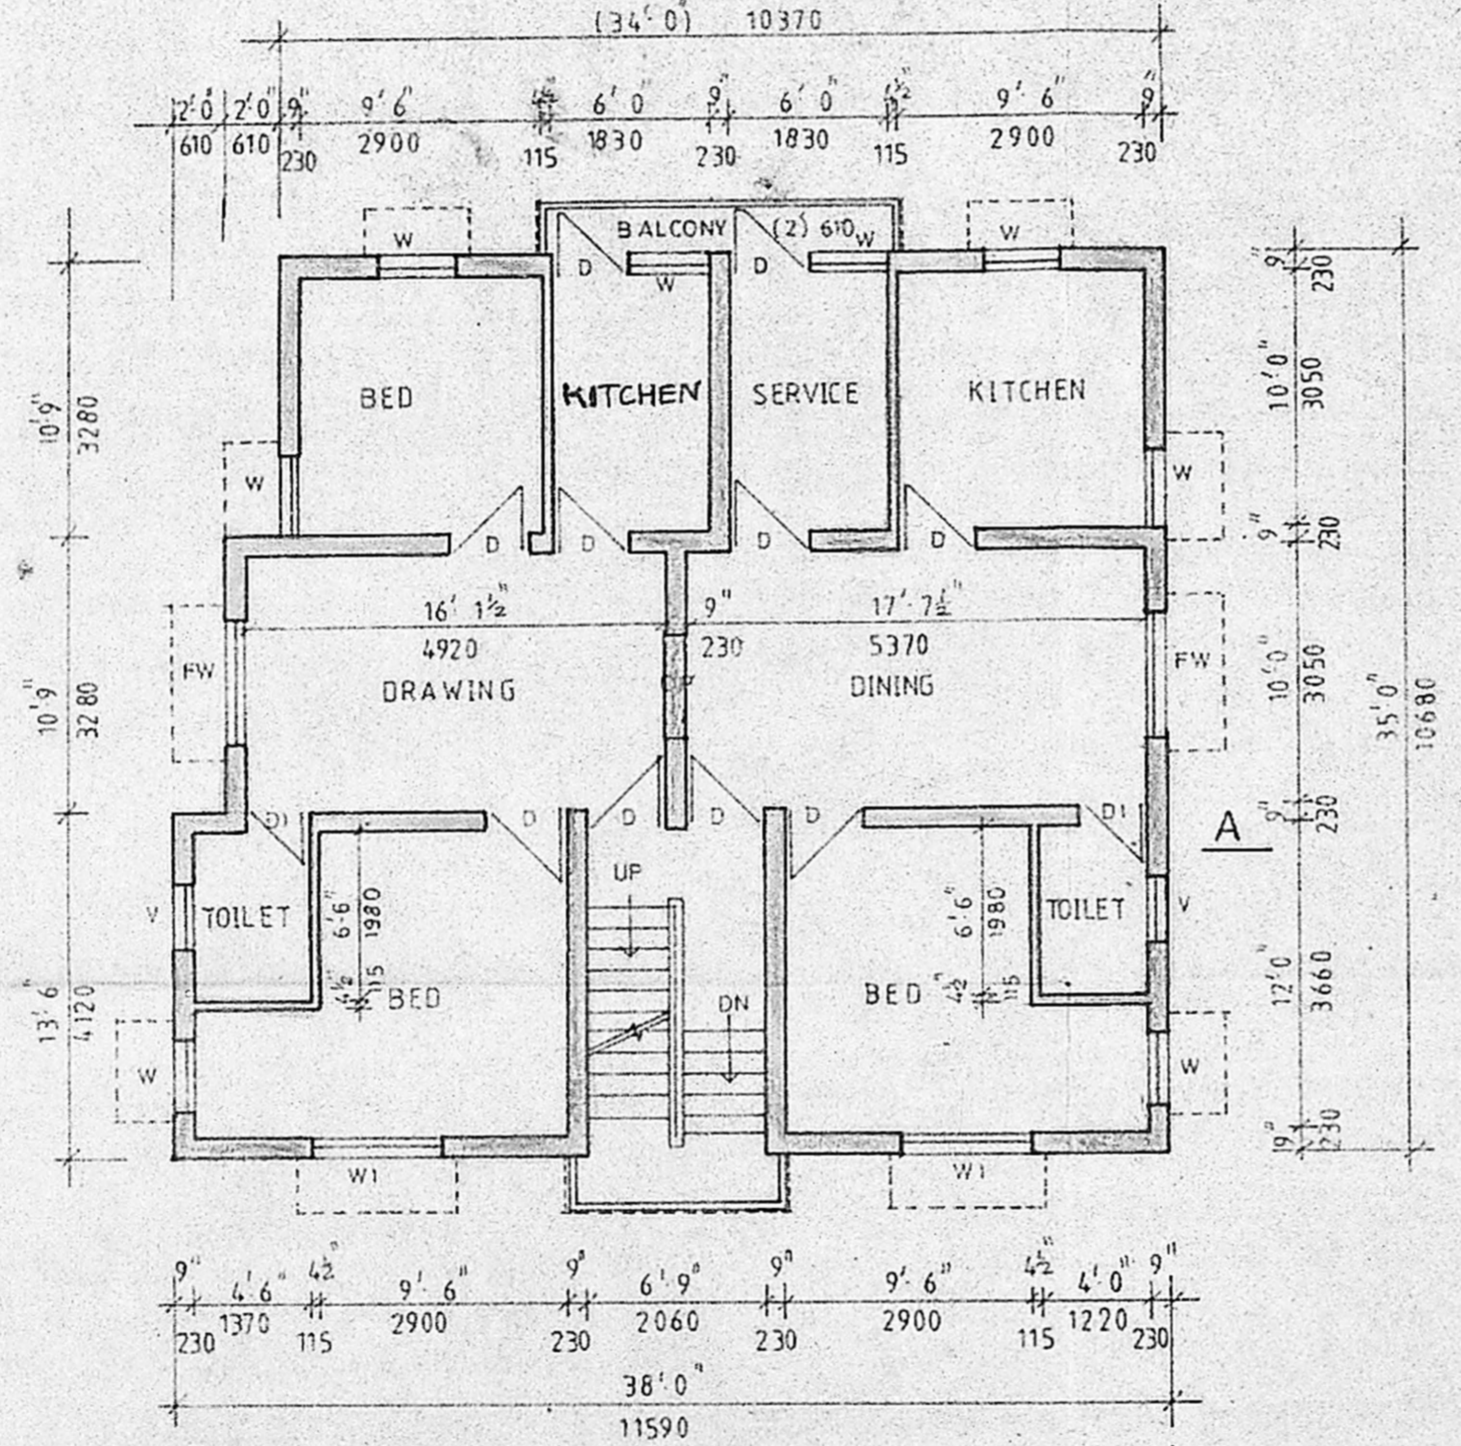 (34'-0") 10370
2'-0" 2'-0" 9" 9'-6" 4½" 6'-0" 9" 6'-0" 4½" 9'-6" 9"
610 610 230 2900 115 1830 230 1830 115 2900 230
BALCONY (2') 610
W D W D W W
BED KITCHEN SERVICE KITCHEN
10'-9" 3280
9" 230
10'-0" 3050
W W
D D D D
9" 230
16'-1½" 9" 17'-7½"
4920 230 5370
DRAWING DINING
FW FW
10'-9" 3280
10'-0" 3050
35'-0" 10680
D1 D D D D D1
9" 230
A
UP
V TOILET 6'-6" 1980 6'-6" 1980 TOILET V
4½" 115 BED DN BED 4½" 115
13'-6" 4120
12'-0" 3660
W W
9" 230
W1 W1
9" 4'-6" 4½" 9'-6" 9" 6'-9" 9" 9'-6" 4½" 4'-0" 9"
230 1370 115 2900 230 2060 230 2900 115 1220 230
38'-0"
11590